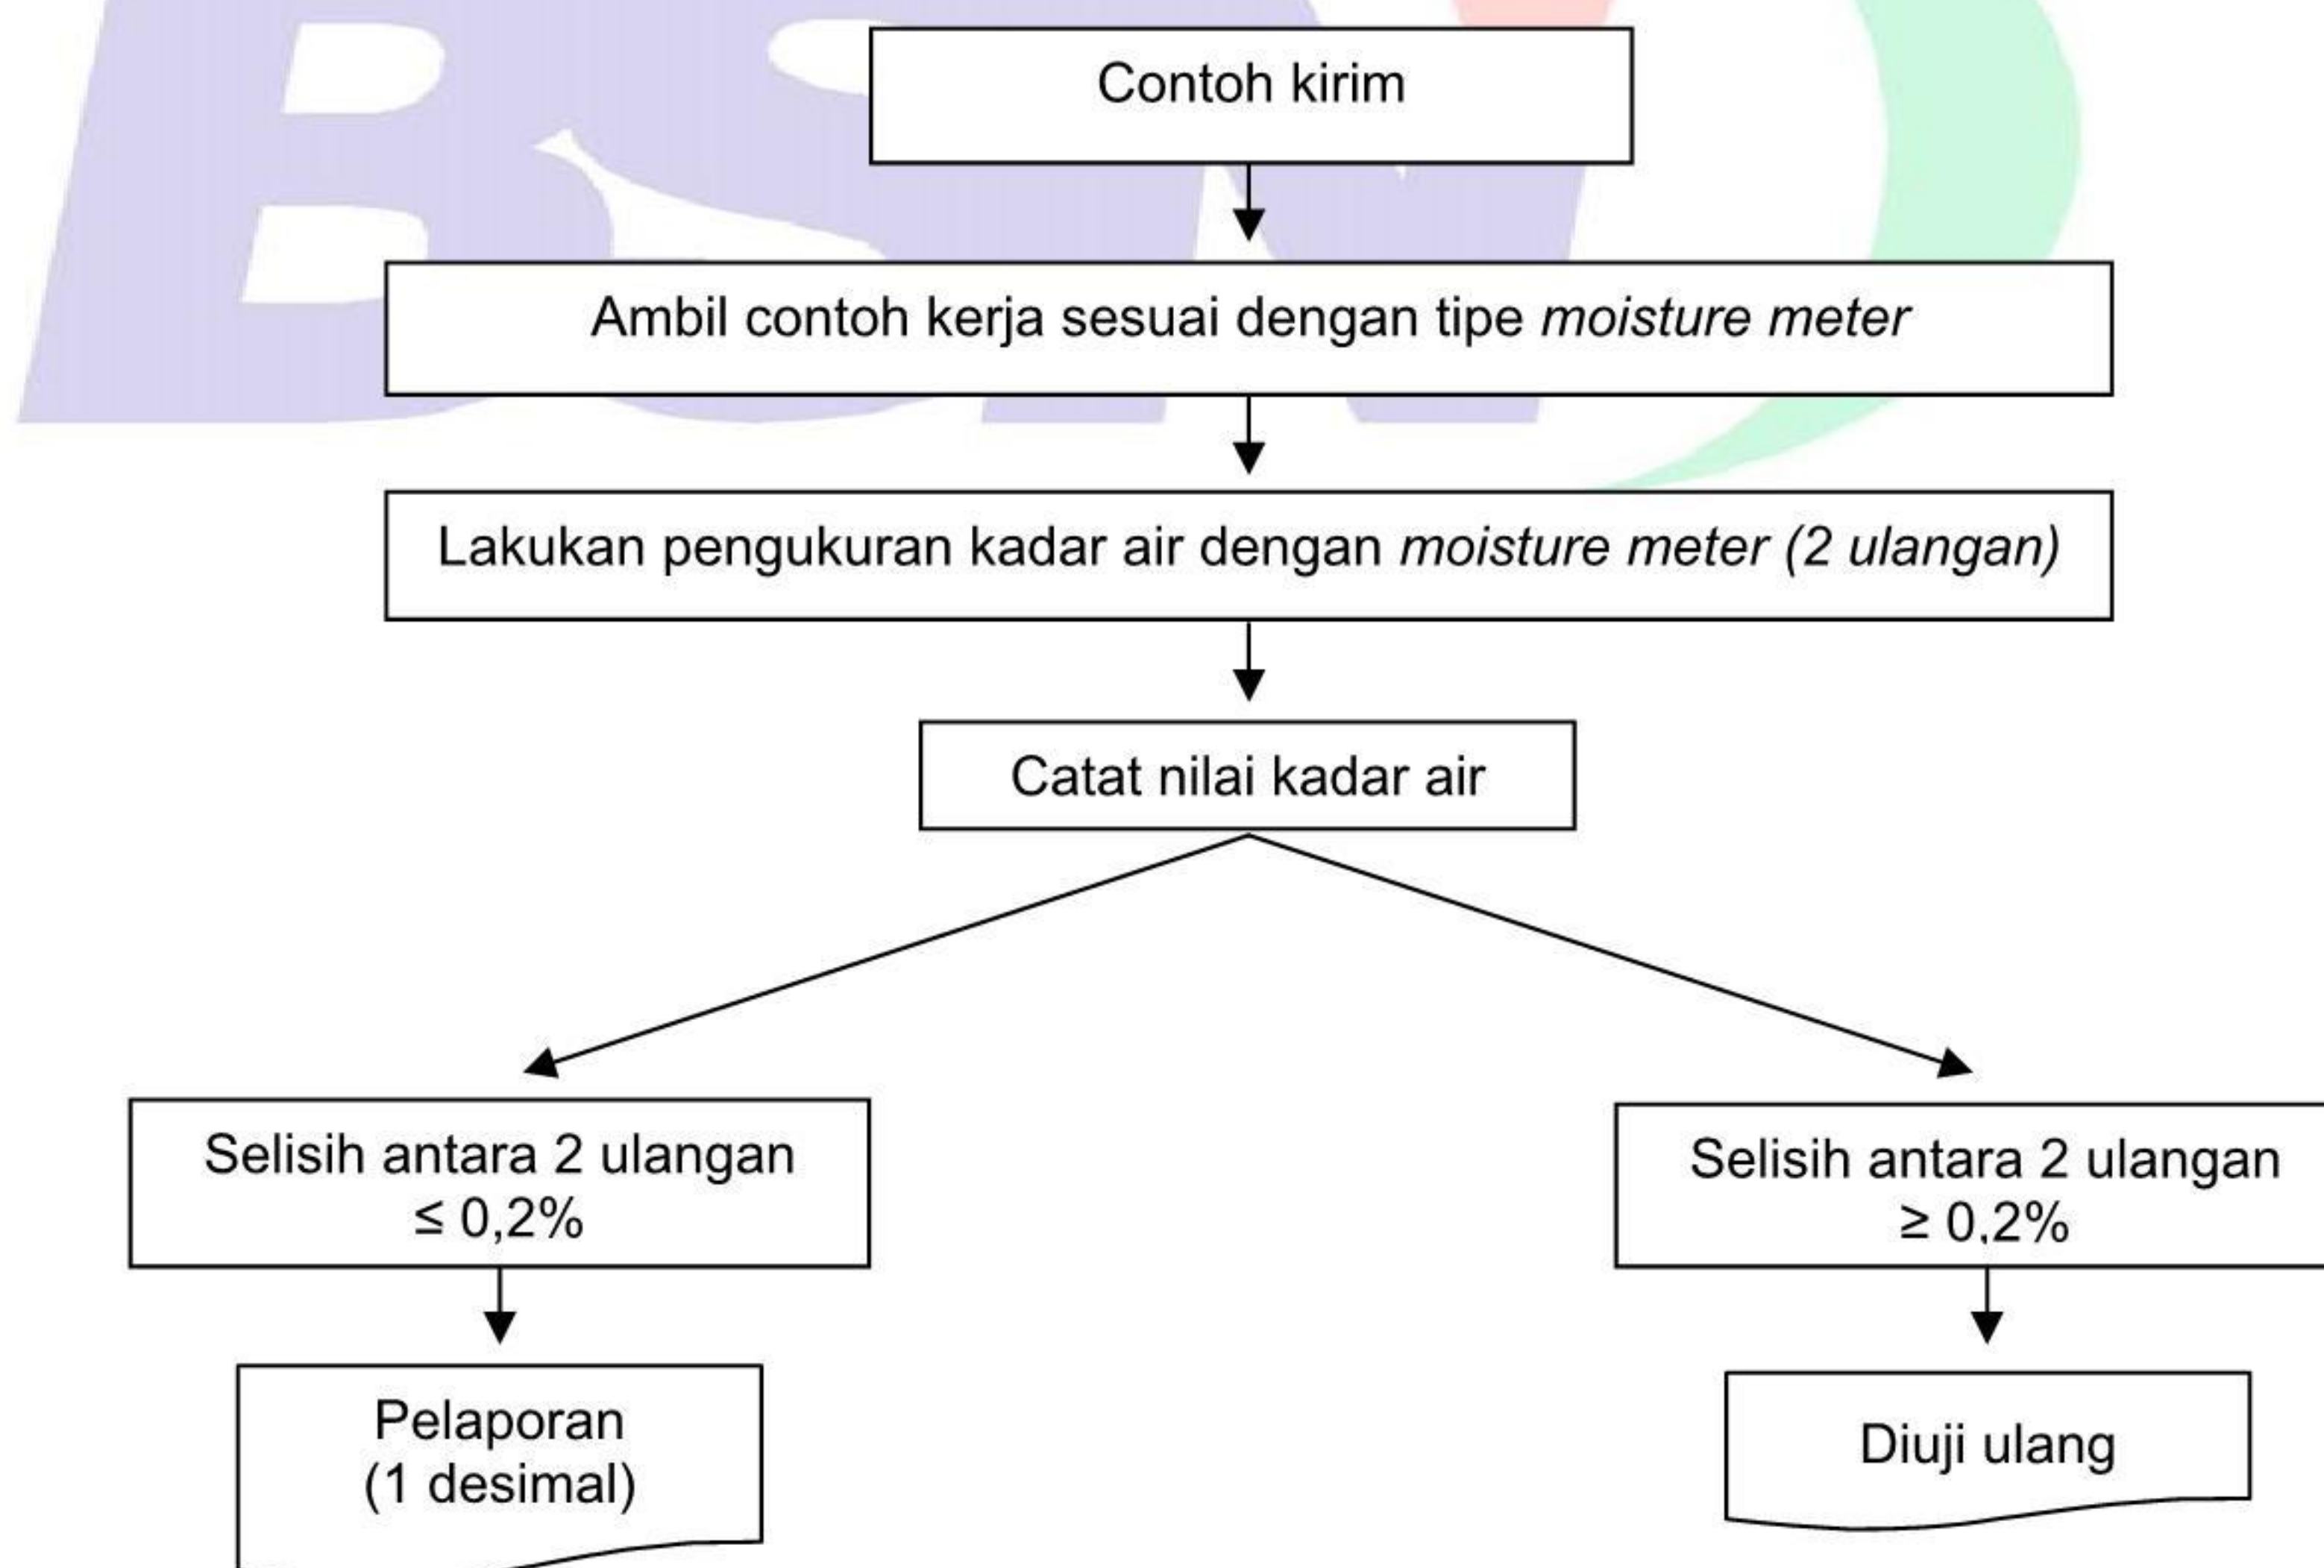 BSN
Contoh kirim
Ambil contoh kerja sesuai dengan tipe moisture meter
Lakukan pengukuran kadar air dengan moisture meter (2 ulangan)
Catat nilai kadar air
Selisih antara 2 ulangan
≤ 0,2%
Selisih antara 2 ulangan
≥ 0,2%
Pelaporan
(1 desimal)
Diuji ulang